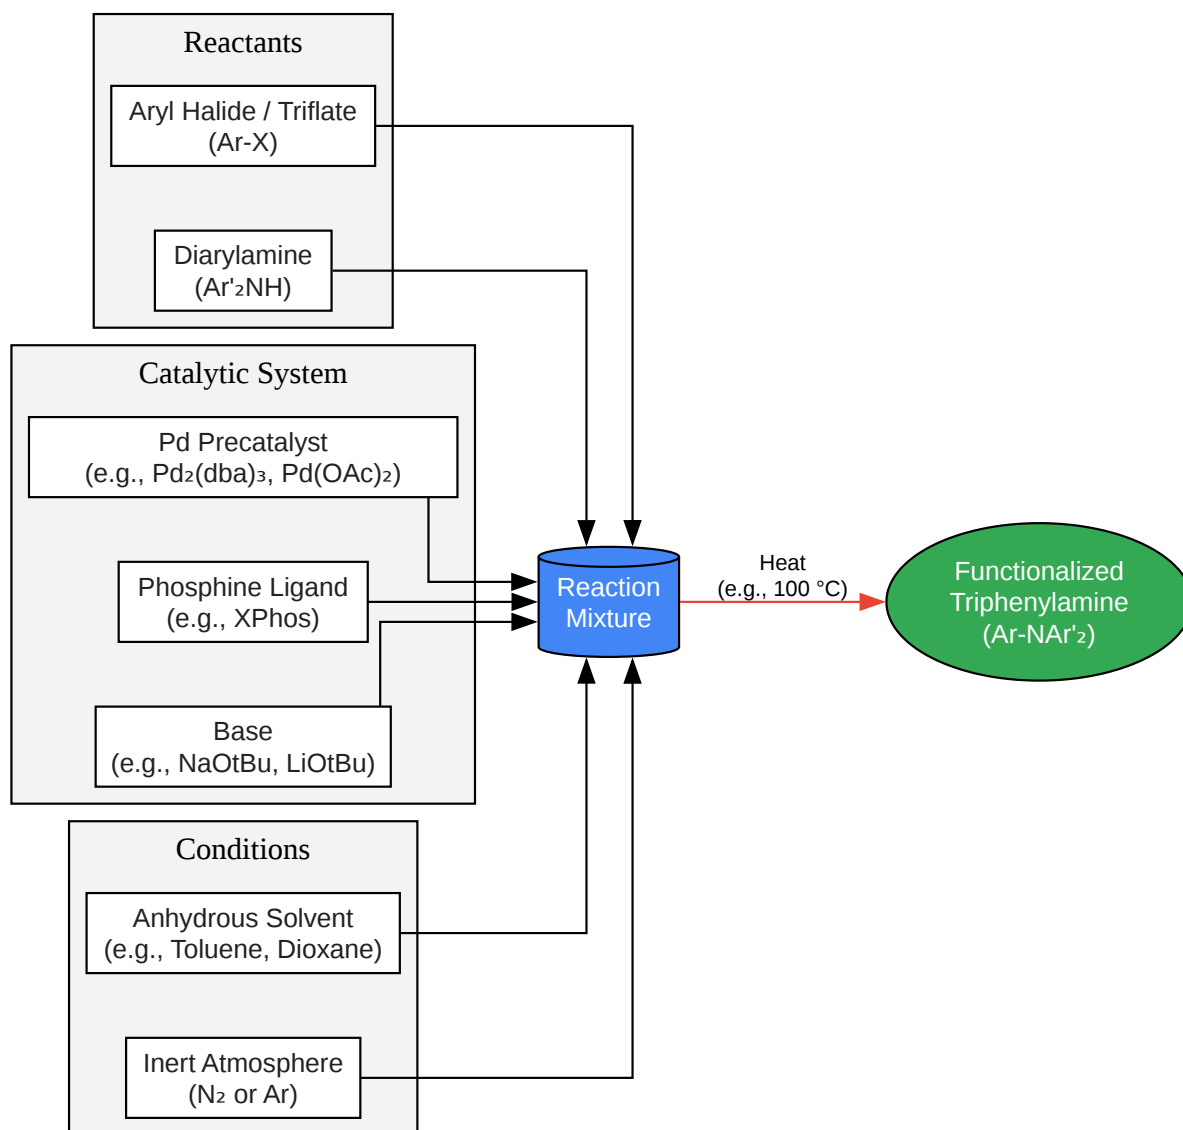 Reactants
Aryl Halide / Triflate
(Ar-X)
Diarylamine
(Ar'₂NH)
Catalytic System
Pd Precatalyst
(e.g., Pd₂(dba)₃, Pd(OAc)₂)
Phosphine Ligand
(e.g., XPhos)
Base
(e.g., NaOtBu, LiOtBu)
Conditions
Anhydrous Solvent
(e.g., Toluene, Dioxane)
Inert Atmosphere
(N₂ or Ar)
Reaction
Mixture
Heat
(e.g., 100 °C)
Functionalized
Triphenylamine
(Ar-NAr'₂)